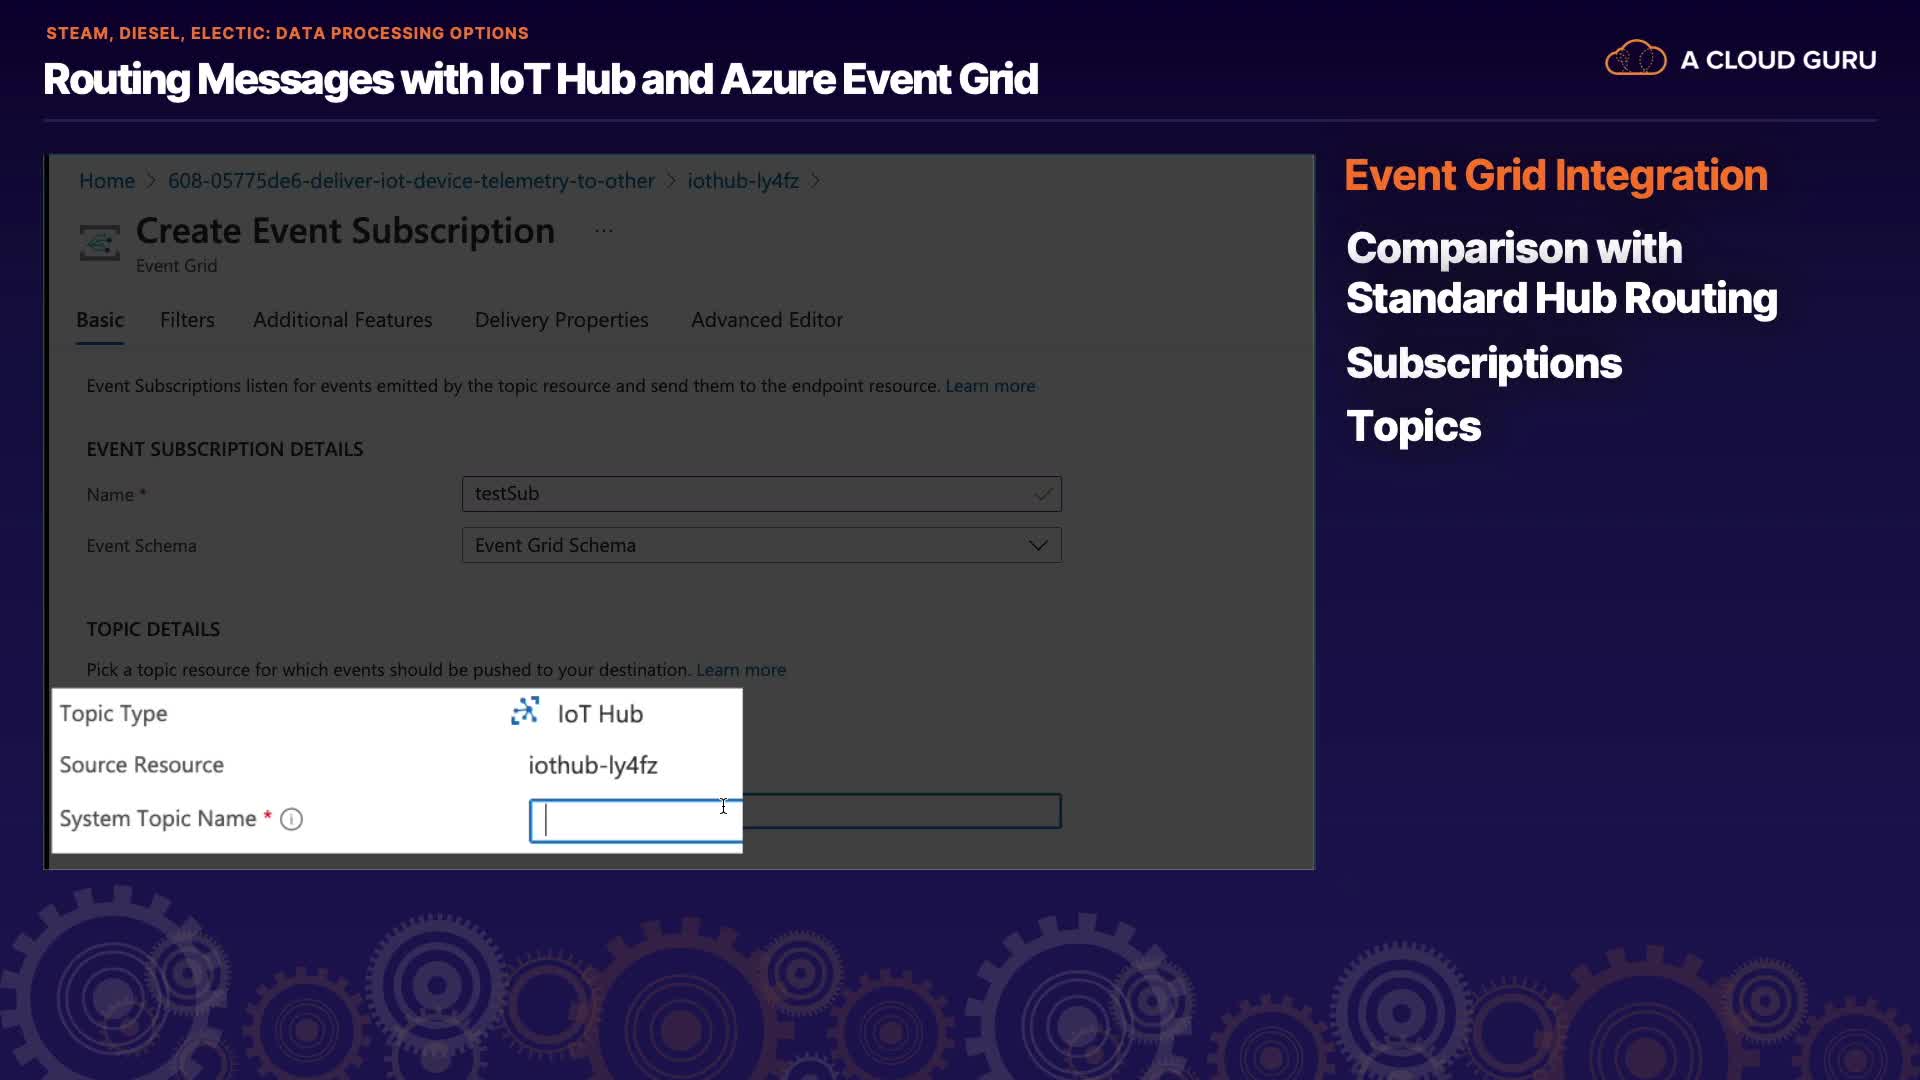 STEAM, DIESEL, ELECTIC: DATA PROCESSING OPTIONS
Routing Messages with IoT Hub and Azure Event Grid
A CLOUD GURU
Home > 608-05775de6-deliver-iot-device-telemetry-to-other > iothub-ly4fz >
Create Event Subscription ...
Event Grid
Basic Filters Additional Features Delivery Properties Advanced Editor
Event Subscriptions listen for events emitted by the topic resource and send them to the endpoint resource. Learn more
EVENT SUBSCRIPTION DETAILS
Name * testSub
Event Schema Event Grid Schema
TOPIC DETAILS
Pick a topic resource for which events should be pushed to your destination. Learn more
Topic Type IoT Hub
Source Resource iothub-ly4fz
System Topic Name *
Event Grid Integration
Comparison with
Standard Hub Routing
Subscriptions
Topics